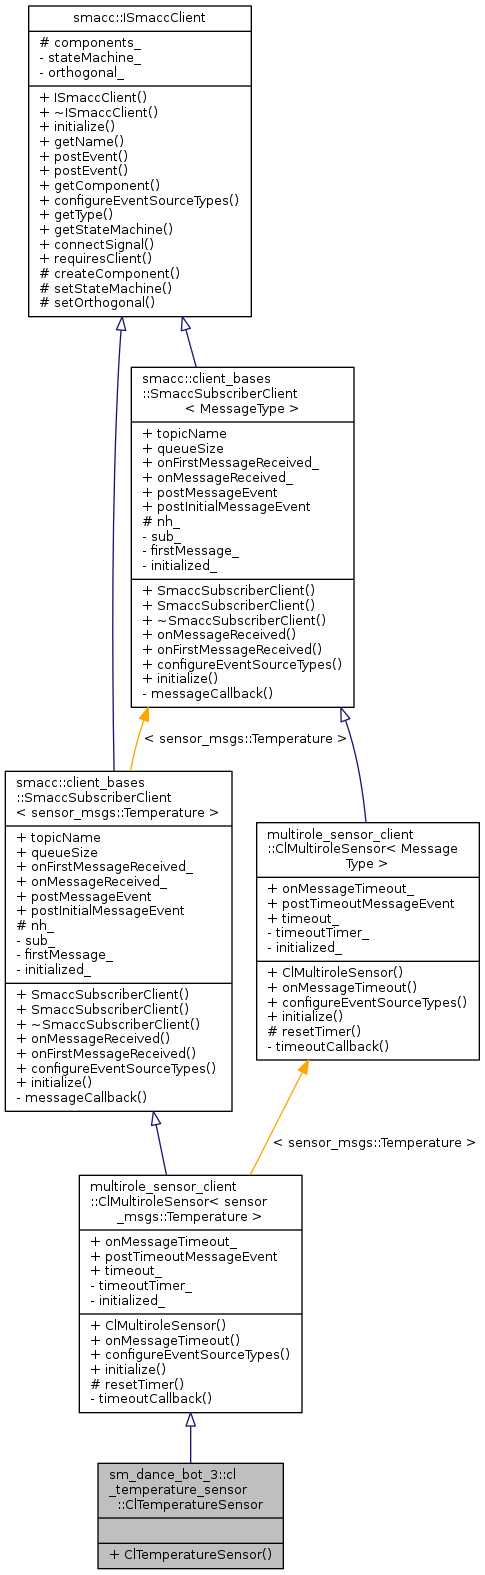 smacc::ISmaccClient
# components_
- stateMachine_
- orthogonal_
+ ISmaccClient()
+ ~ISmaccClient()
+ initialize()
+ getName()
+ postEvent()
+ postEvent()
+ getComponent()
+ configureEventSourceTypes()
+ getType()
+ getStateMachine()
+ connectSignal()
+ requiresClient()
# createComponent()
# setStateMachine()
# setOrthogonal()
smacc::client_bases
::SmaccSubscriberClient
< MessageType >
+ topicName
+ queueSize
+ onFirstMessageReceived_
+ onMessageReceived_
+ postMessageEvent
+ postInitialMessageEvent
# nh_
- sub_
- firstMessage_
- initialized_
+ SmaccSubscriberClient()
+ SmaccSubscriberClient()
+ ~SmaccSubscriberClient()
+ onMessageReceived()
+ onFirstMessageReceived()
+ configureEventSourceTypes()
+ initialize()
- messageCallback()
< sensor_msgs::Temperature >
smacc::client_bases
::SmaccSubscriberClient
< sensor_msgs::Temperature >
+ topicName
+ queueSize
+ onFirstMessageReceived_
+ onMessageReceived_
+ postMessageEvent
+ postInitialMessageEvent
# nh_
- sub_
- firstMessage_
- initialized_
+ SmaccSubscriberClient()
+ SmaccSubscriberClient()
+ ~SmaccSubscriberClient()
+ onMessageReceived()
+ onFirstMessageReceived()
+ configureEventSourceTypes()
+ initialize()
- messageCallback()
multirole_sensor_client
::ClMultiroleSensor< Message
Type >
+ onMessageTimeout_
+ postTimeoutMessageEvent
+ timeout_
- timeoutTimer_
- initialized_
+ ClMultiroleSensor()
+ onMessageTimeout()
+ configureEventSourceTypes()
+ initialize()
# resetTimer()
- timeoutCallback()
< sensor_msgs::Temperature >
multirole_sensor_client
::ClMultiroleSensor< sensor
_msgs::Temperature >
+ onMessageTimeout_
+ postTimeoutMessageEvent
+ timeout_
- timeoutTimer_
- initialized_
+ ClMultiroleSensor()
+ onMessageTimeout()
+ configureEventSourceTypes()
+ initialize()
# resetTimer()
- timeoutCallback()
sm_dance_bot_3::cl
_temperature_sensor
::ClTemperatureSensor
+ ClTemperatureSensor()